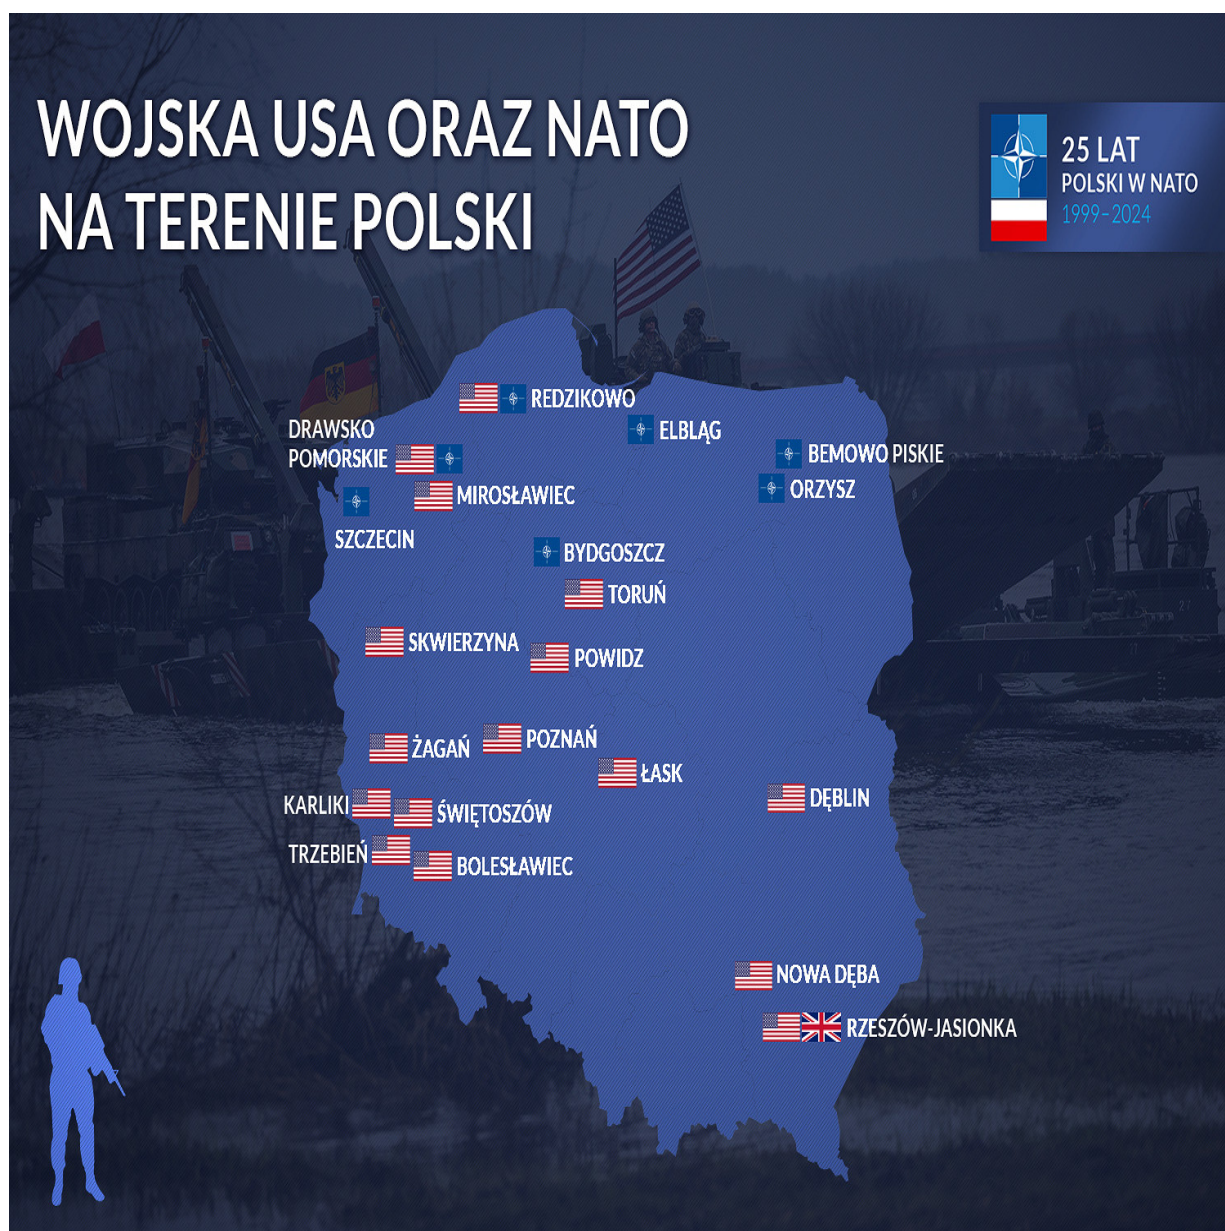 WOJSKA USA ORAZ NATO
NA TERENIE POLSKI
25 LAT
POLSKI W NATO
1999–2024
REDZIKOWO
ELBLĄG
DRAWSKO
POMORSKIE
BEMOWO PISKIE
ORZYSZ
MIROSŁAWIEC
SZCZECIN
BYDGOSZCZ
TORUŃ
SKWIERZYNA
POWIDZ
POZNAŃ
ŻAGAŃ
ŁASK
DĘBLIN
KARLIKI
ŚWIĘTOSZÓW
TRZEBIEŃ
BOLESŁAWIEC
NOWA DĘBA
RZESZÓW-JASIONKA